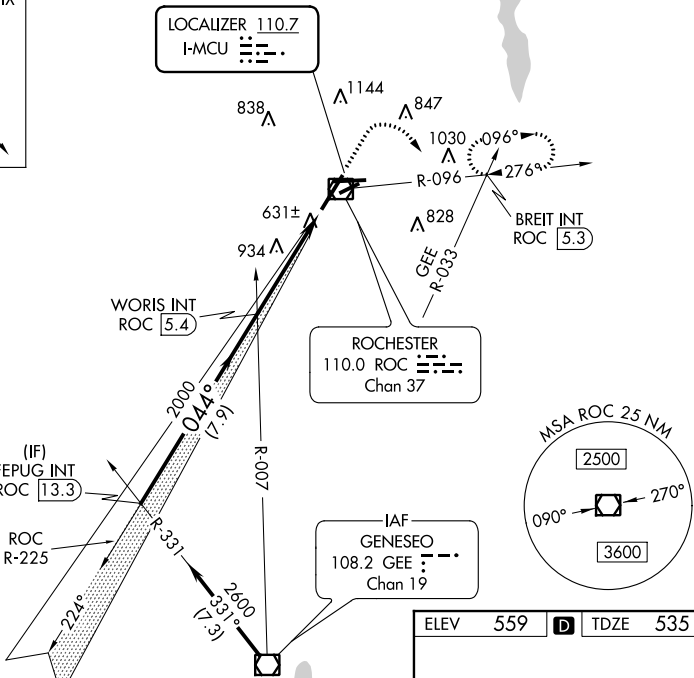 IX
LOCALIZER 110.7
I-MCU
1144
838
847
1030
096°
R-096
276°
631±
828
BREIT INT
ROC 5.3
934
GEE
R-033
WORIS INT
ROC 5.4
ROCHESTER
110.0 ROC
Chan 37
2000
044°
(7.9)
MSA ROC 25 NM
2500
R-007
(IF)
FEPUG INT
ROC 13.3
270°
090°
IAF
GENESEO
108.2 GEE
Chan 19
ROC
R-225
R-331
3600
2600
331°
(7.3)
224°
ELEV 559 D TDZE 535